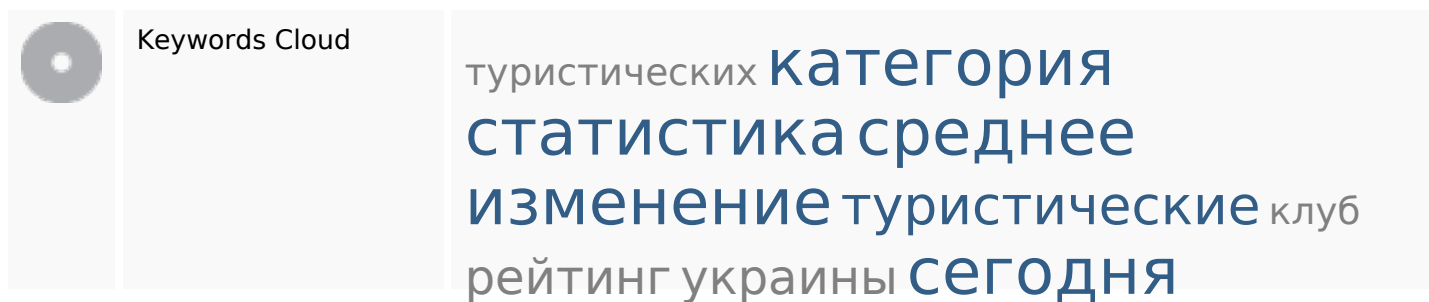 Keywords Cloud
туристических категория
статистика среднее
изменение туристические клуб
рейтинг украины сегодня